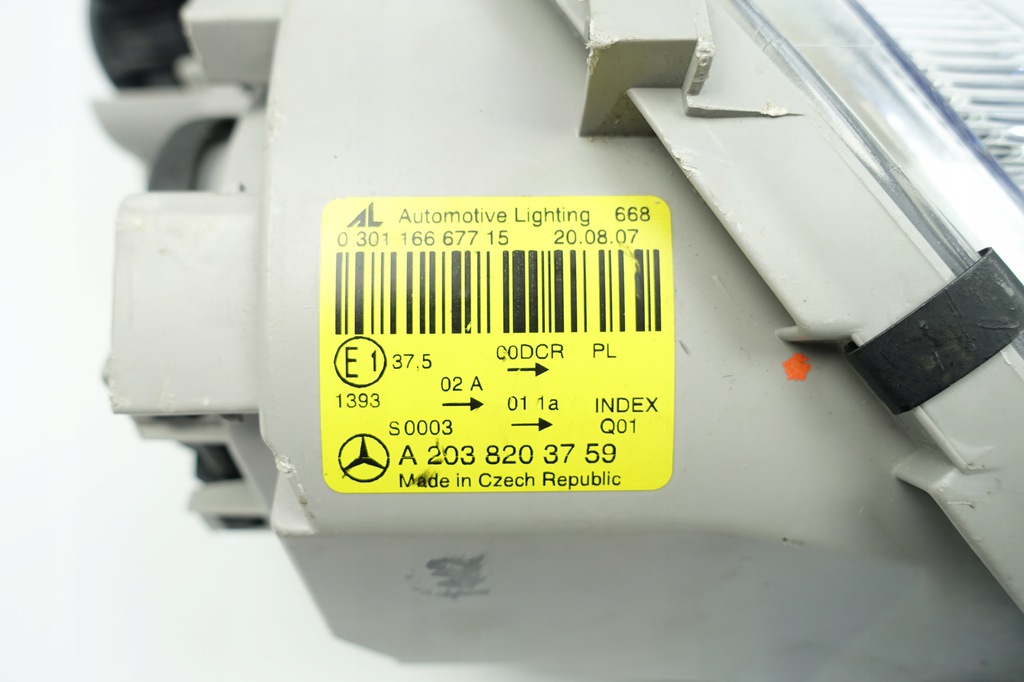 AL Automotive Lighting 668
0 301 166 677 15 20.08.07
E1 37,5 00DCR PL
1393 02 A 01 1a INDEX
S0003 Q01
A 203 820 37 59
Made in Czech Republic